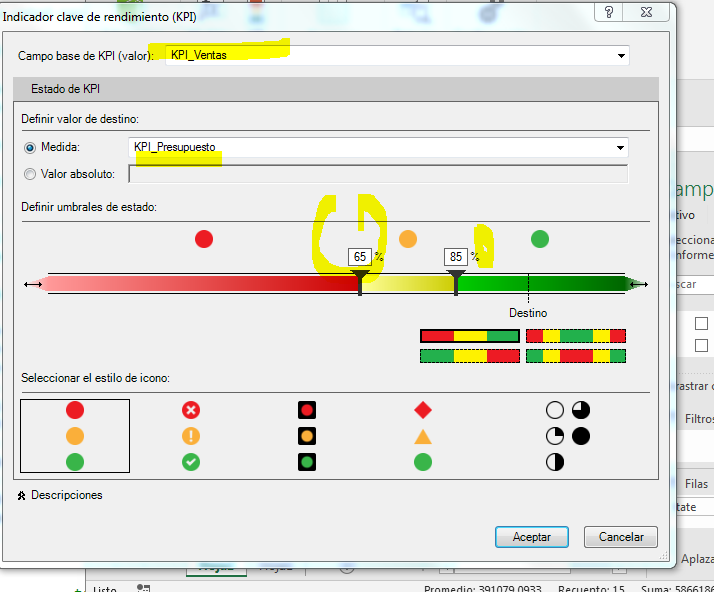 Indicador clave de rendimiento (KPI)
Campo base de KPI (valor): KPI_Ventas
Estado de KPI
Definir valor de destino:
Medida: KPI_Presupuesto
Valor absoluto:
Definir umbrales de estado:
65 % 85 %
Destino
Seleccionar el estilo de icono:
Descripciones
Aceptar Cancelar
amp
tivo
ecciona
nforme
scar
rastrar c
Filtros
Filas
tate
Aplaza
Listo Promedio: 391079,0933 Recuento: 15 Suma: 5866186